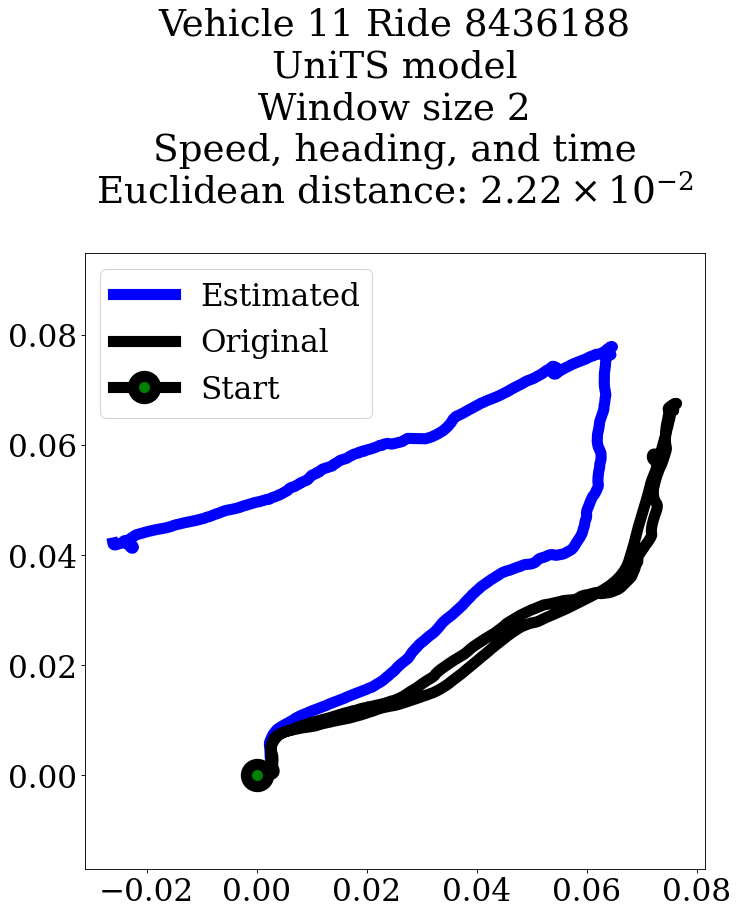 Vehicle 11 Ride 8436188
UniTS model
Window size 2
Speed, heading, and time
Euclidean distance: 2.22 × 10⁻²
Estimated
Original
Start
0.08
0.06
0.04
0.02
0.00
−0.02 0.00 0.02 0.04 0.06 0.08